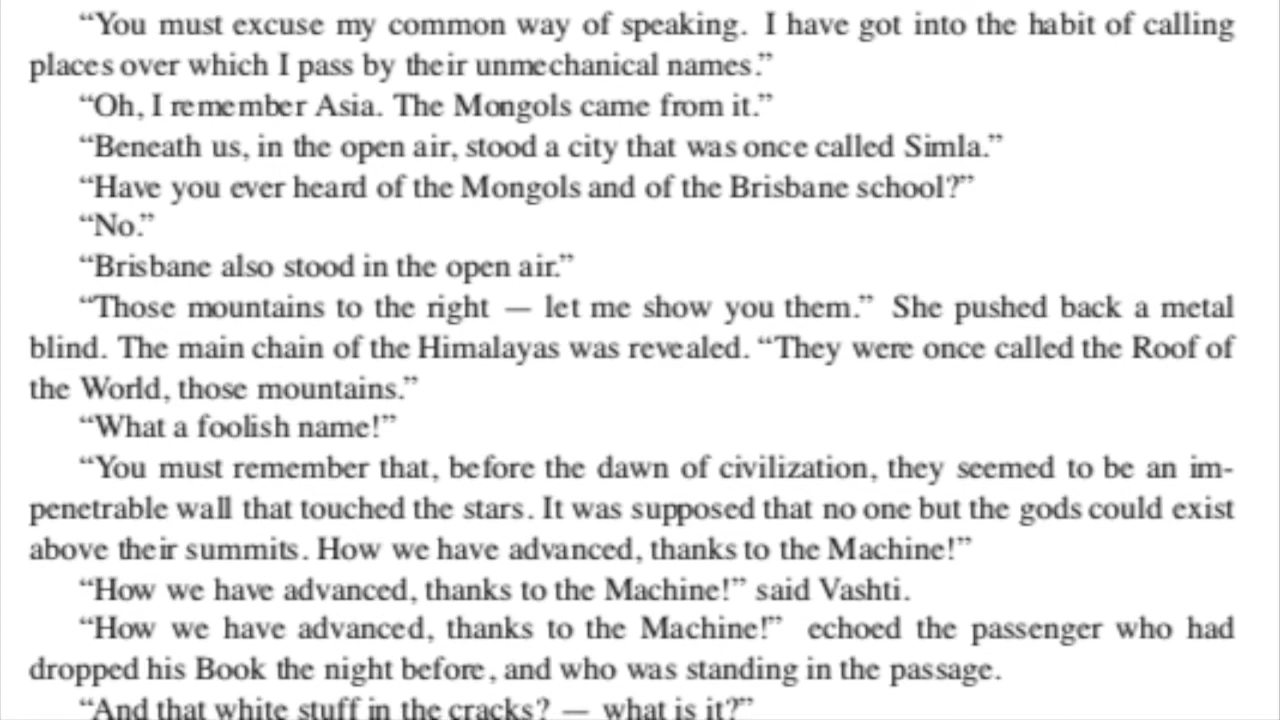 “You must excuse my common way of speaking. I have got into the habit of calling
places over which I pass by their unmechanical names.”
“Oh, I remember Asia. The Mongols came from it.”
“Beneath us, in the open air, stood a city that was once called Simla.”
“Have you ever heard of the Mongols and of the Brisbane school?”
“No.”
“Brisbane also stood in the open air.”
“Those mountains to the right — let me show you them.” She pushed back a metal
blind. The main chain of the Himalayas was revealed. “They were once called the Roof of
the World, those mountains.”
“What a foolish name!”
“You must remember that, before the dawn of civilization, they seemed to be an im-
penetrable wall that touched the stars. It was supposed that no one but the gods could exist
above their summits. How we have advanced, thanks to the Machine!”
“How we have advanced, thanks to the Machine!” said Vashti.
“How we have advanced, thanks to the Machine!” echoed the passenger who had
dropped his Book the night before, and who was standing in the passage.
“And that white stuff in the cracks? — what is it?”